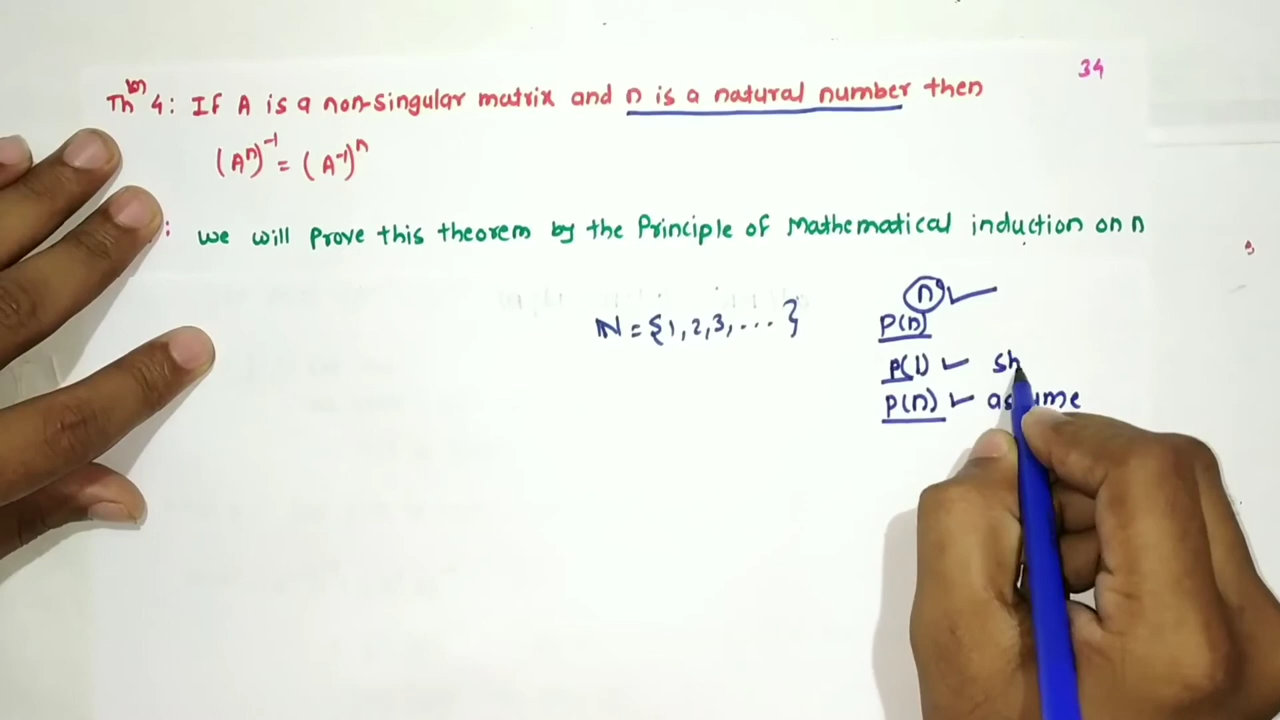 34
Thm 4: If A is a non-singular matrix and n is a natural number then
(Aⁿ)⁻¹ = (A⁻¹)ⁿ
: we will Prove this theorem by the Principle of Mathematical induction on n
n
N = {1,2,3,... }
P(n)
P(1) ✓ sh
P(n) ✓